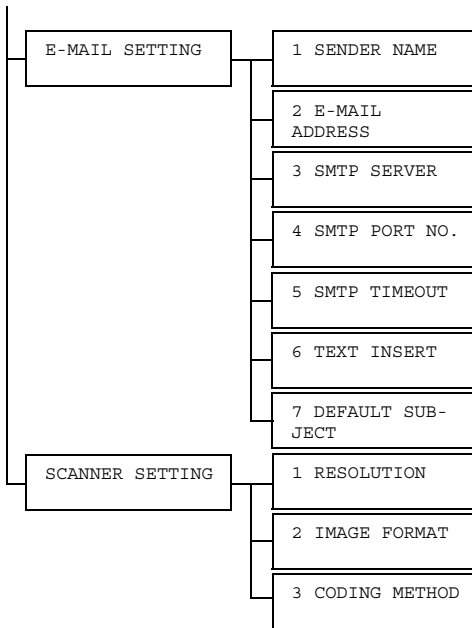 E-MAIL SETTING
1 SENDER NAME
2 E-MAIL
ADDRESS
3 SMTP SERVER
4 SMTP PORT NO.
5 SMTP TIMEOUT
6 TEXT INSERT
7 DEFAULT SUB-
JECT
SCANNER SETTING
1 RESOLUTION
2 IMAGE FORMAT
3 CODING METHOD